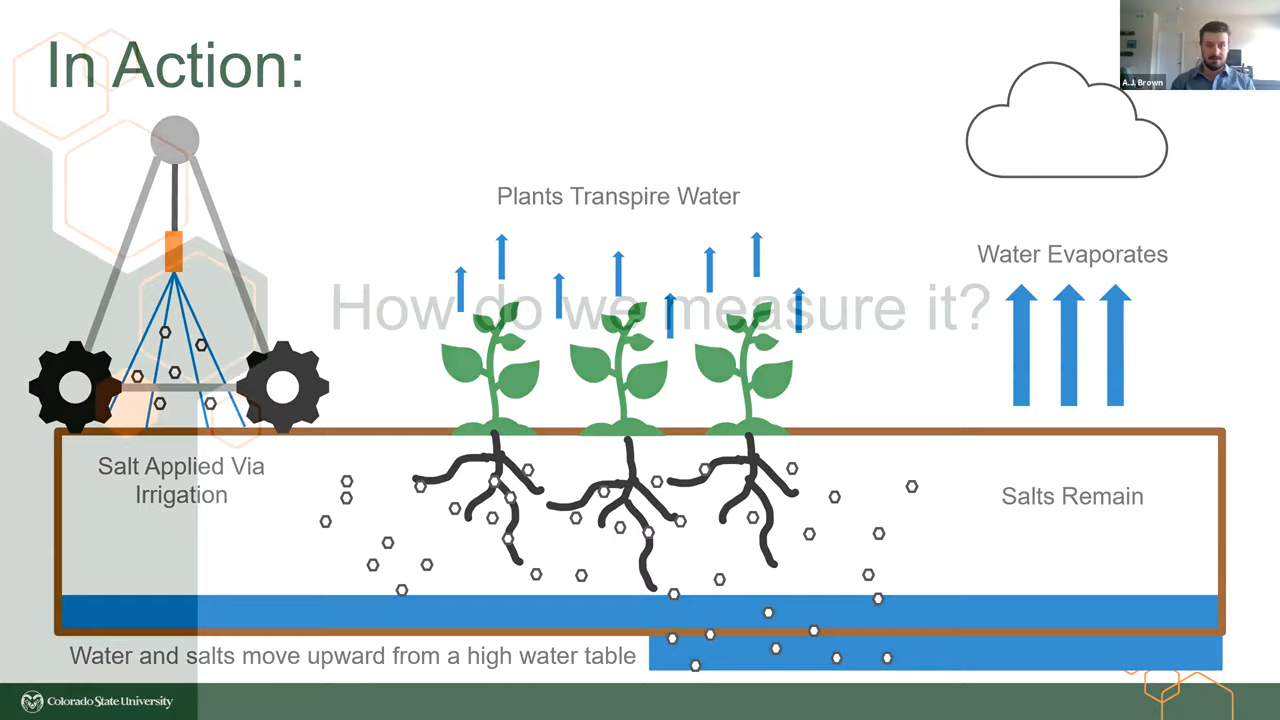 In Action:
A.J. Brown
Plants Transpire Water
Water Evaporates
How do we measure it?
Salt Applied Via
Irrigation
Salts Remain
Water and salts move upward from a high water table
Colorado State University